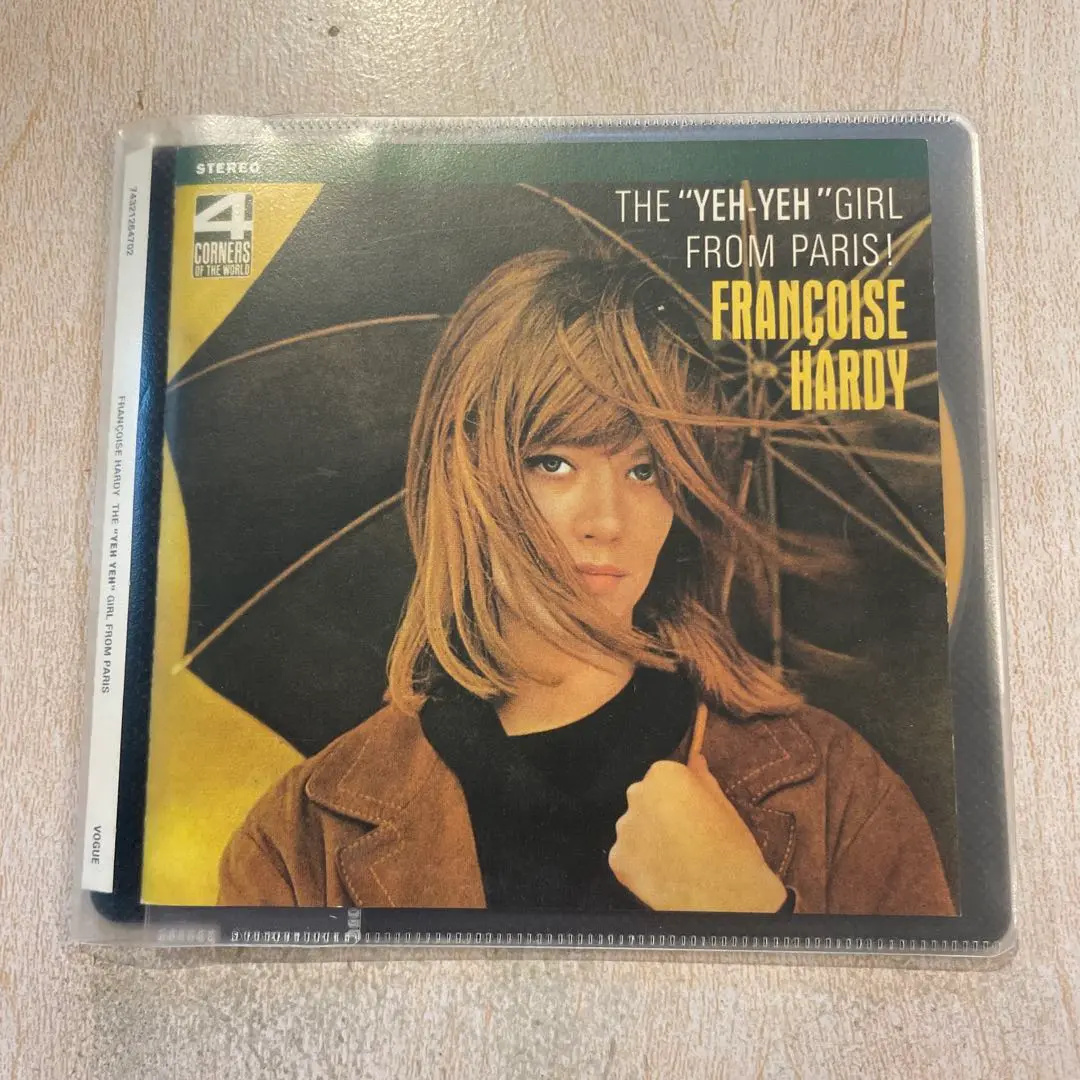 STEREO
4
CORNERS
OF THE WORLD
THE “YEH-YEH” GIRL
FROM PARIS!
FRANÇOISE
HARDY
74321264702
FRANÇOISE HARDY THE “YEH YEH” GIRL FROM PARIS
VOGUE